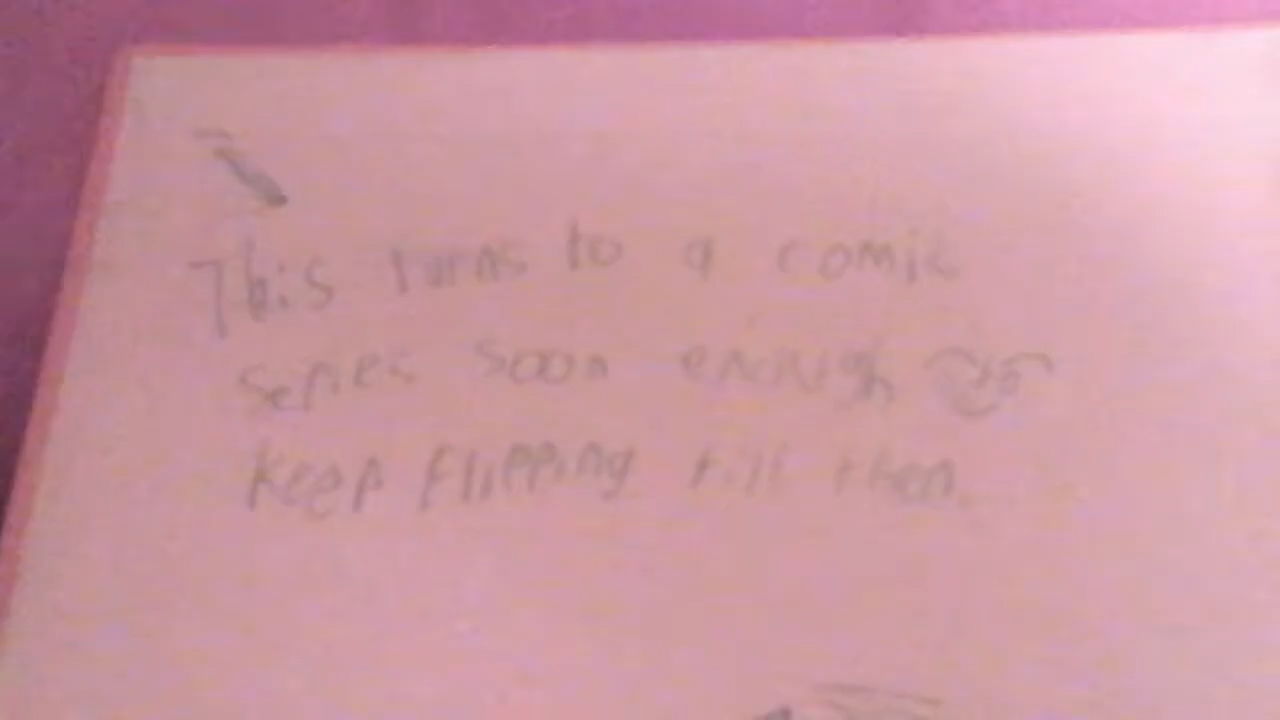 This turns to a comic
series soon enough
keep flipping till then.